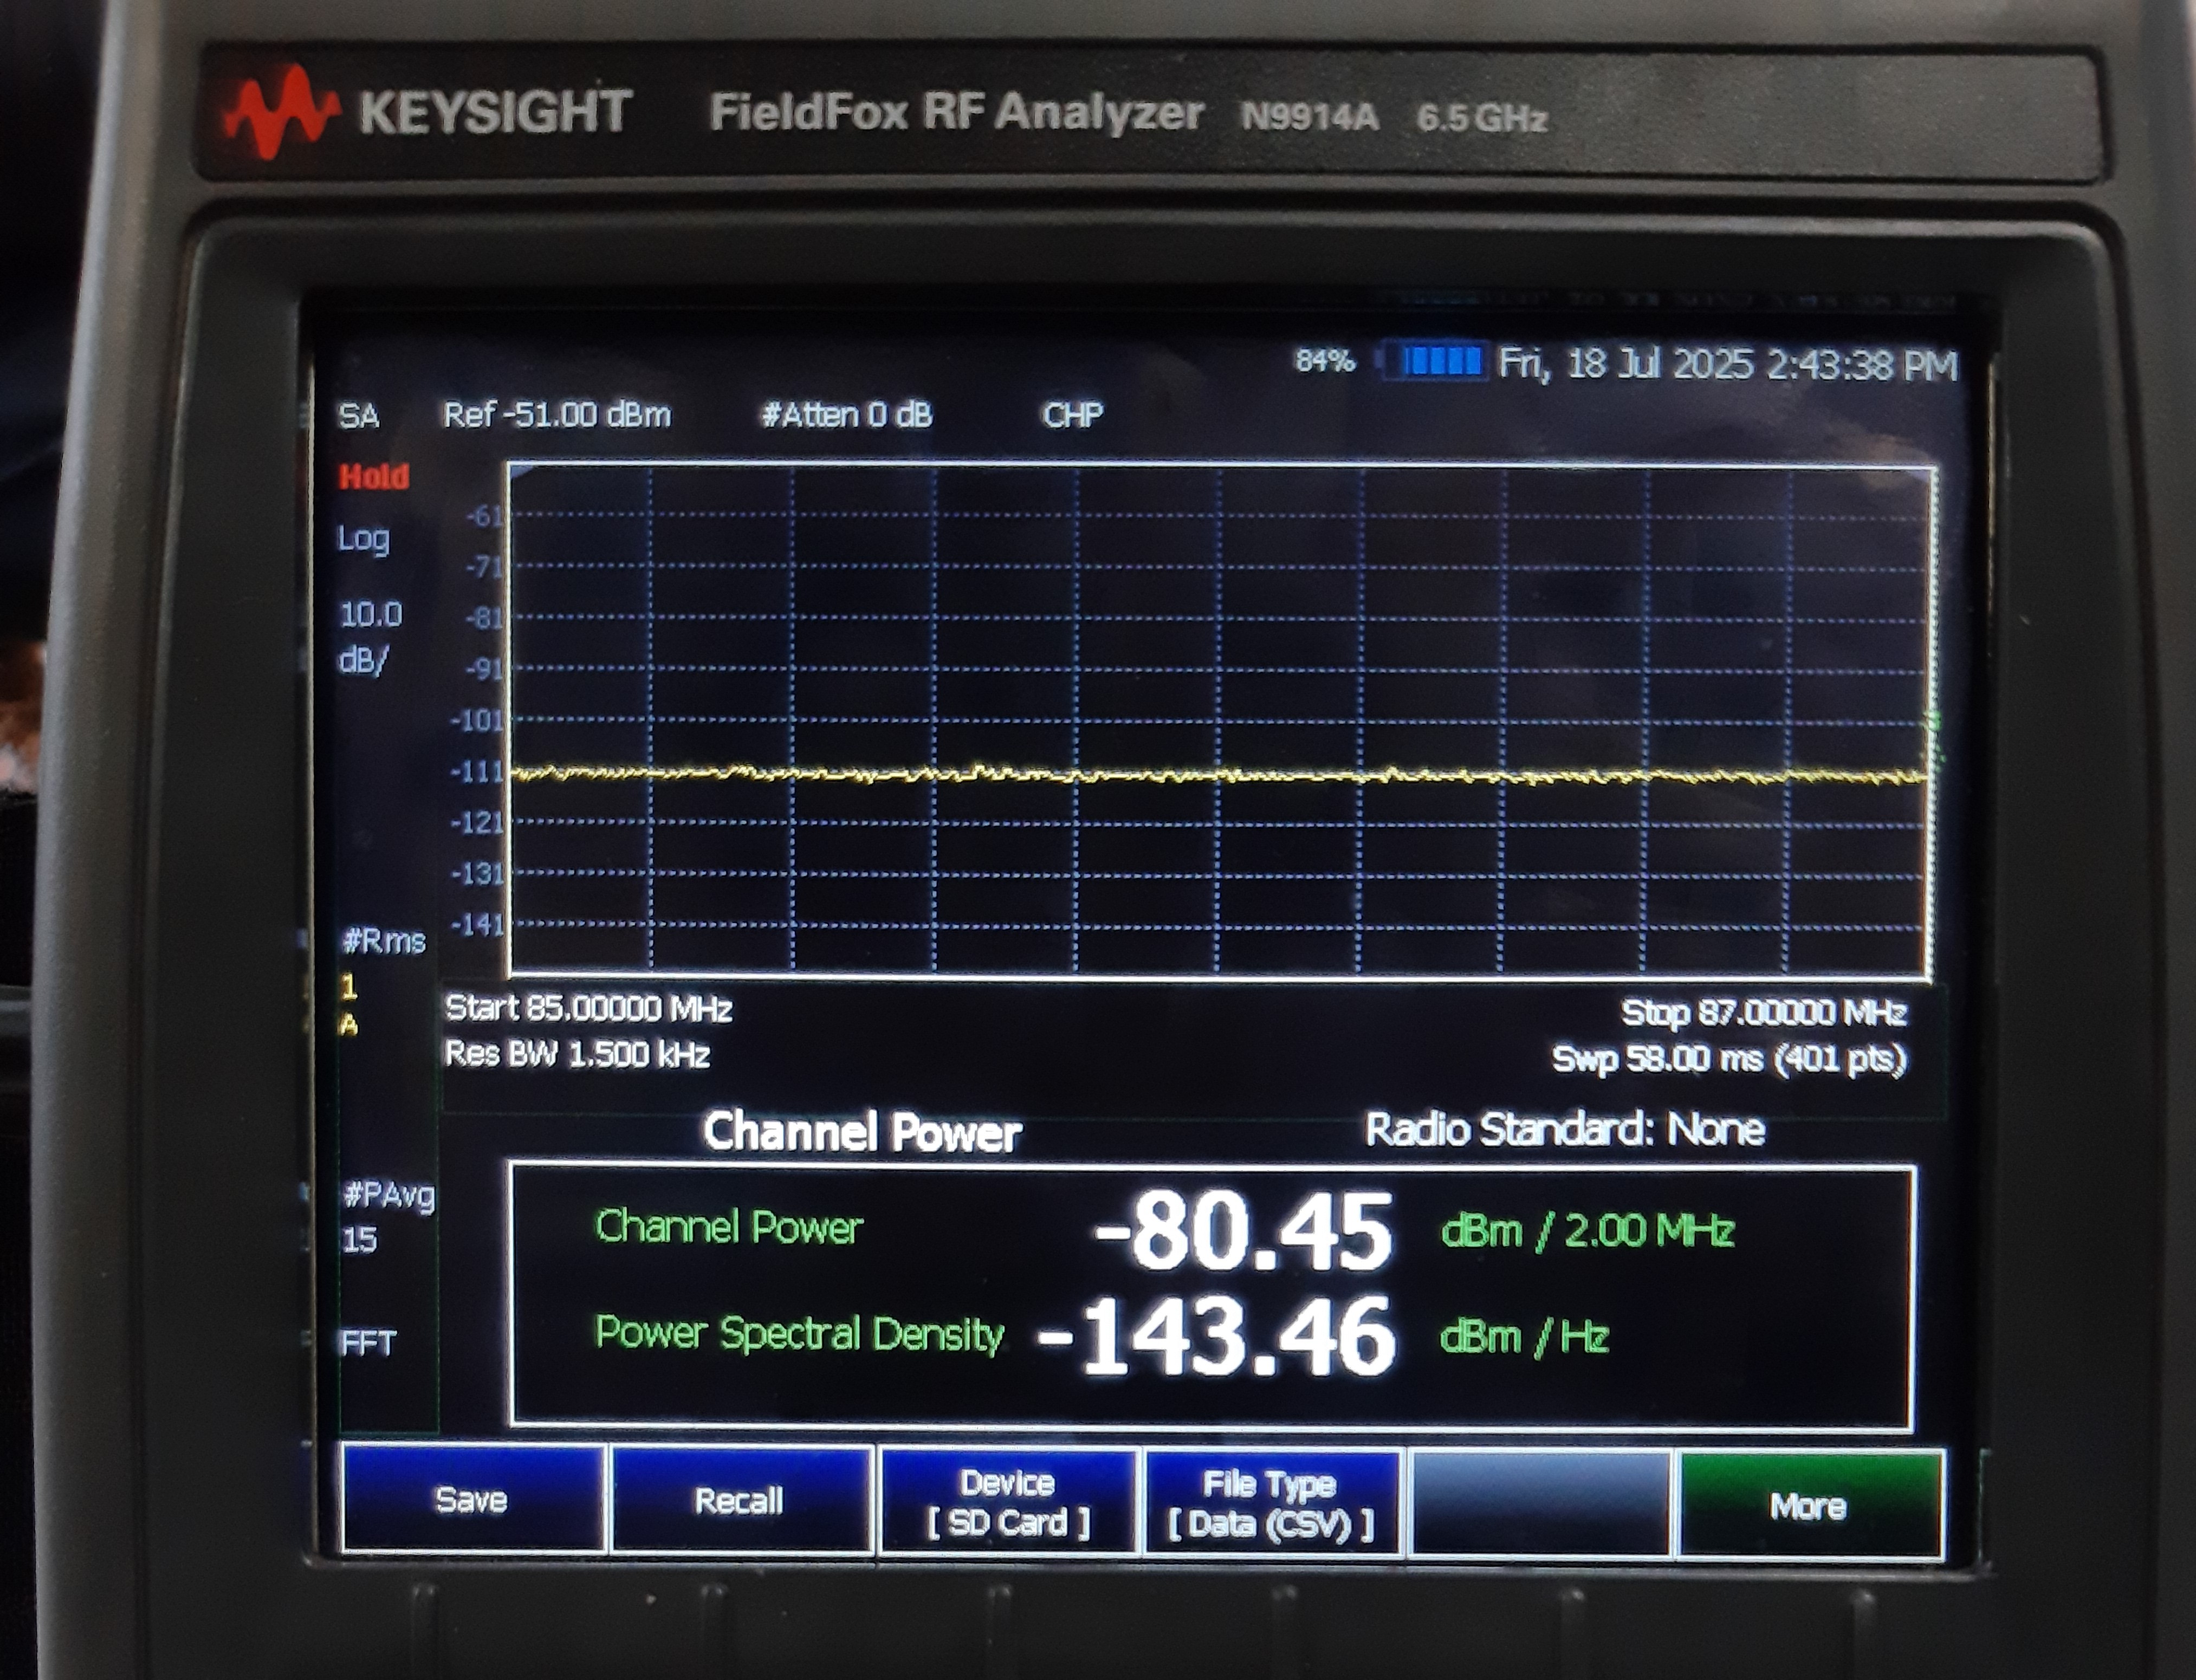 KEYSIGHT FieldFox RF Analyzer N9914A 6.5 GHz
84% Fri, 18 Jul 2025 2:43:38 PM
SA Ref -51.00 dBm #Atten 0 dB CHP
Hold
Log
10.0
dB/
-61
-71
-81
-91
-101
-111
-121
-131
-141
#Rms
1
A
Start 85.00000 MHz Stop 87.00000 MHz
Res BW 1.500 kHz Swp 58.00 ms (401 pts)
Channel Power Radio Standard: None
#PAvg
15
FFT
Channel Power -80.45 dBm / 2.00 MHz
Power Spectral Density -143.46 dBm / Hz
Save
Recall
Device
[ SD Card ]
File Type
[ Data (CSV) ]
More